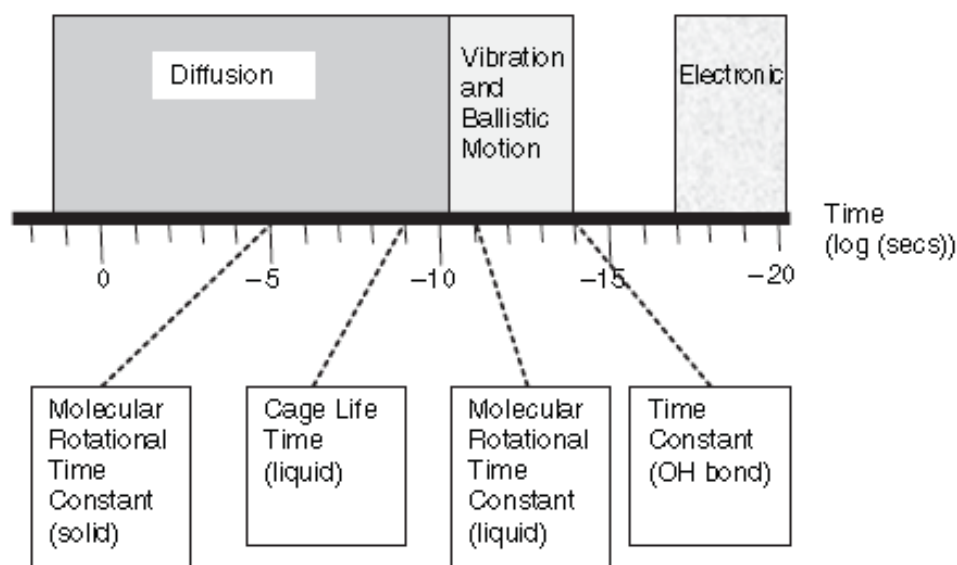 Diffusion
Vibration
and
Ballistic
Motion
Electronic
Time
(log (secs))
0
−5
−10
−15
−20
Molecular
Rotational
Time
Constant
(solid)
Cage Life
Time
(liquid)
Molecular
Rotational
Time
Constant
(liquid)
Time
Constant
(OH bond)